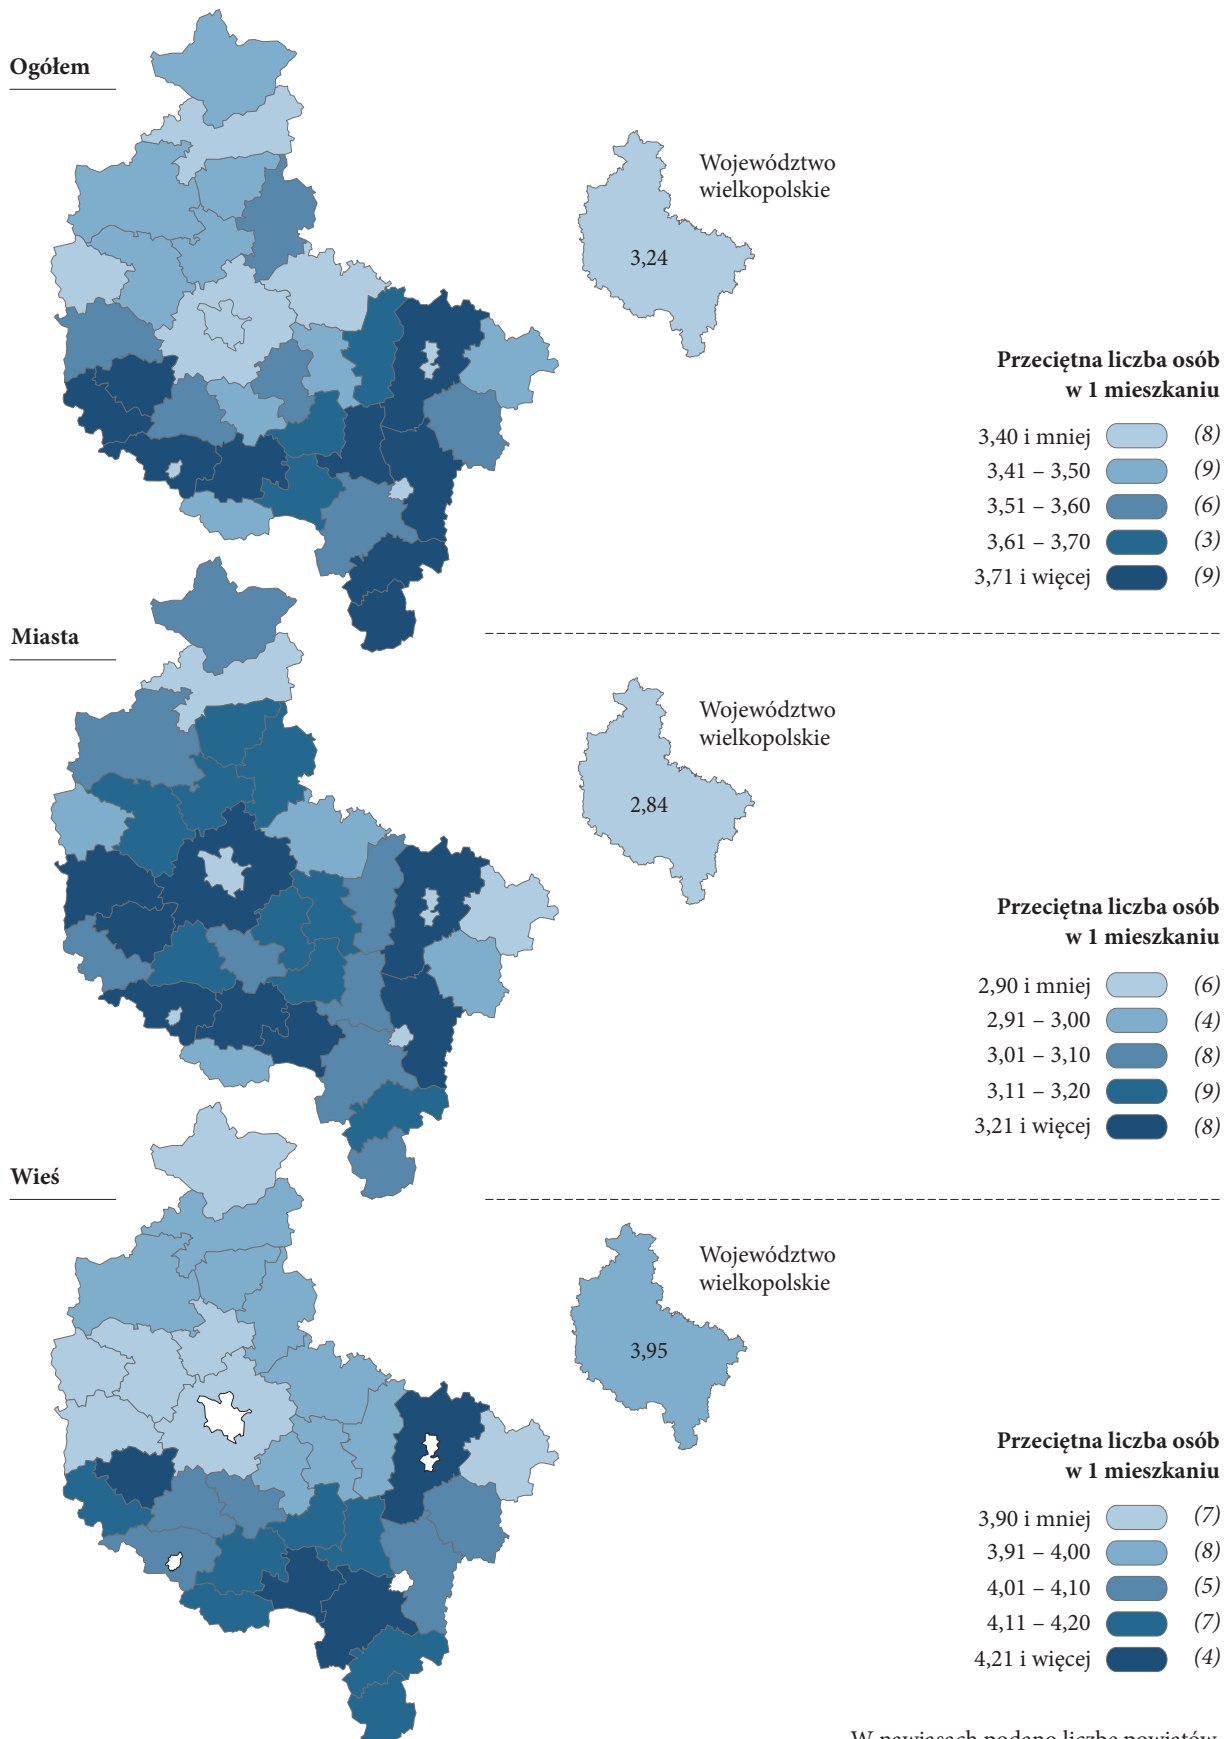 Ogółem
Województwo
wielkopolskie
3,24
Przeciętna liczba osób
w 1 mieszkaniu
3,40 i mniej (8)
3,41 – 3,50 (9)
3,51 – 3,60 (6)
3,61 – 3,70 (3)
3,71 i więcej (9)
Miasta
Województwo
wielkopolskie
2,84
Przeciętna liczba osób
w 1 mieszkaniu
2,90 i mniej (6)
2,91 – 3,00 (4)
3,01 – 3,10 (8)
3,11 – 3,20 (9)
3,21 i więcej (8)
Wieś
Województwo
wielkopolskie
3,95
Przeciętna liczba osób
w 1 mieszkaniu
3,90 i mniej (7)
3,91 – 4,00 (8)
4,01 – 4,10 (5)
4,11 – 4,20 (7)
4,21 i więcej (4)
W nawiasach podano liczbę powiatów.